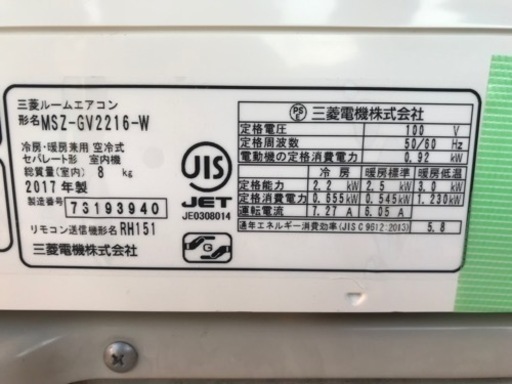 三菱ルームエアコン
形名MSZ-GV2216-W
冷房・暖房兼用 空冷式
セパレート形 室内機
総質量(室内) 8 kg
2017年製
製造番号 73193940
リモコン送信機形名 RH151
三菱電機株式会社
JIS
JET
JE0308014
PSE 三菱電機株式会社
定格電圧 100 V
定格周波数 50/60 Hz
電動機の定格消費電力 0.92 kW
冷房 暖房標準 暖房低温
定格能力 2.2 kW 2.5 kW 3.0 kW
定格消費電力 0.655 kW 0.545 kW 1.230 kW
運転電流 7.27 A 6.05 A
通年エネルギー消費効率(JIS C 9612:2013) 5.8